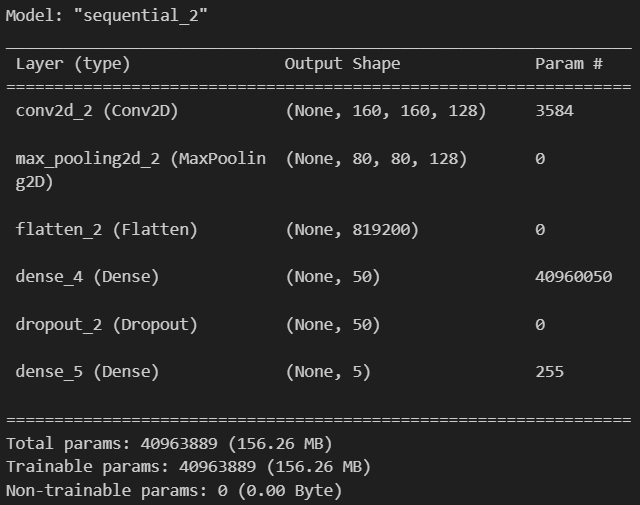 Model: "sequential_2"
_________________________________________________________________
Layer (type)                Output Shape              Param #
=================================================================
conv2d_2 (Conv2D)           (None, 160, 160, 128)     3584
max_pooling2d_2 (MaxPoolin  (None, 80, 80, 128)       0
g2D)
flatten_2 (Flatten)         (None, 819200)            0
dense_4 (Dense)             (None, 50)                40960050
dropout_2 (Dropout)         (None, 50)                0
dense_5 (Dense)             (None, 5)                 255
=================================================================
Total params: 40963889 (156.26 MB)
Trainable params: 40963889 (156.26 MB)
Non-trainable params: 0 (0.00 Byte)